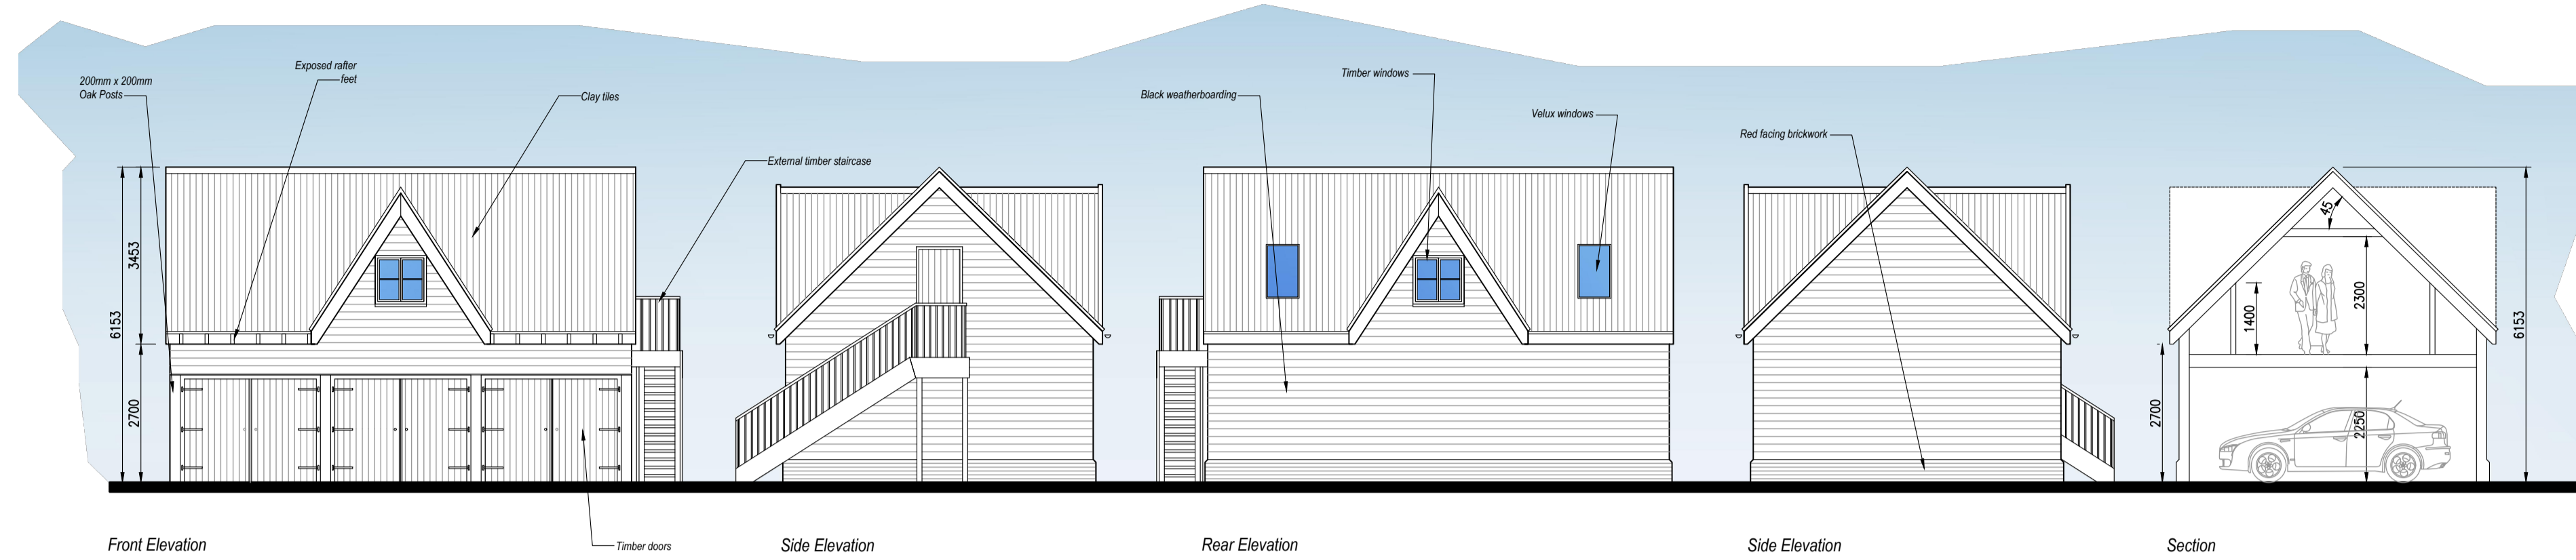 200mm x 200mm
Oak Posts
Exposed rafter
feet
Clay tiles
External timber staircase
Black weatherboarding
Timber windows
Velux windows
Red facing brickwork
6153
3453
2700
45
1400
2300
2250
2700
6153
Timber doors
Front Elevation
Side Elevation
Rear Elevation
Side Elevation
Section